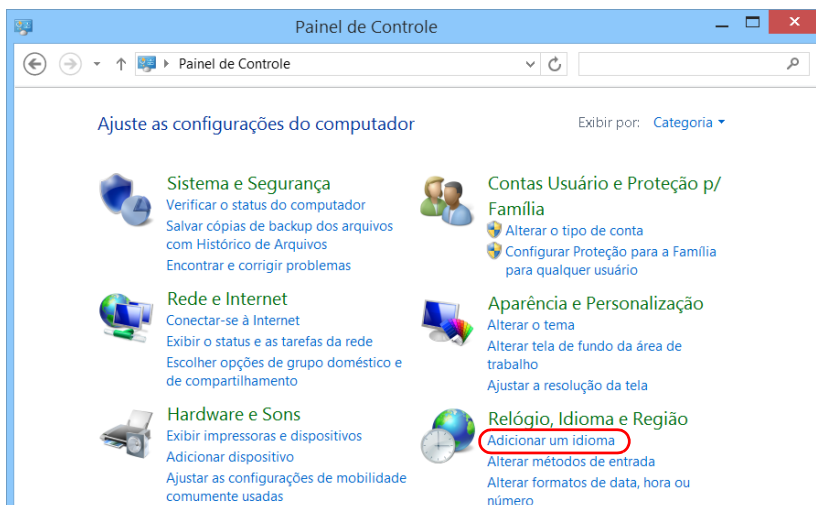 Painel de Controle
Painel de Controle
Ajuste as configurações do computador
Exibir por: Categoria
Sistema e Segurança
Verificar o status do computador
Salvar cópias de backup dos arquivos
com Histórico de Arquivos
Encontrar e corrigir problemas
Rede e Internet
Conectar-se à Internet
Exibir o status e as tarefas da rede
Escolher opções de grupo doméstico e
de compartilhamento
Hardware e Sons
Exibir impressoras e dispositivos
Adicionar dispositivo
Ajustar as configurações de mobilidade
comumente usadas
Contas Usuário e Proteção p/
Família
Alterar o tipo de conta
Configurar Proteção para a Família
para qualquer usuário
Aparência e Personalização
Alterar o tema
Alterar tela de fundo da área de
trabalho
Ajustar a resolução da tela
Relógio, Idioma e Região
Adicionar um idioma
Alterar métodos de entrada
Alterar formatos de data, hora ou
número